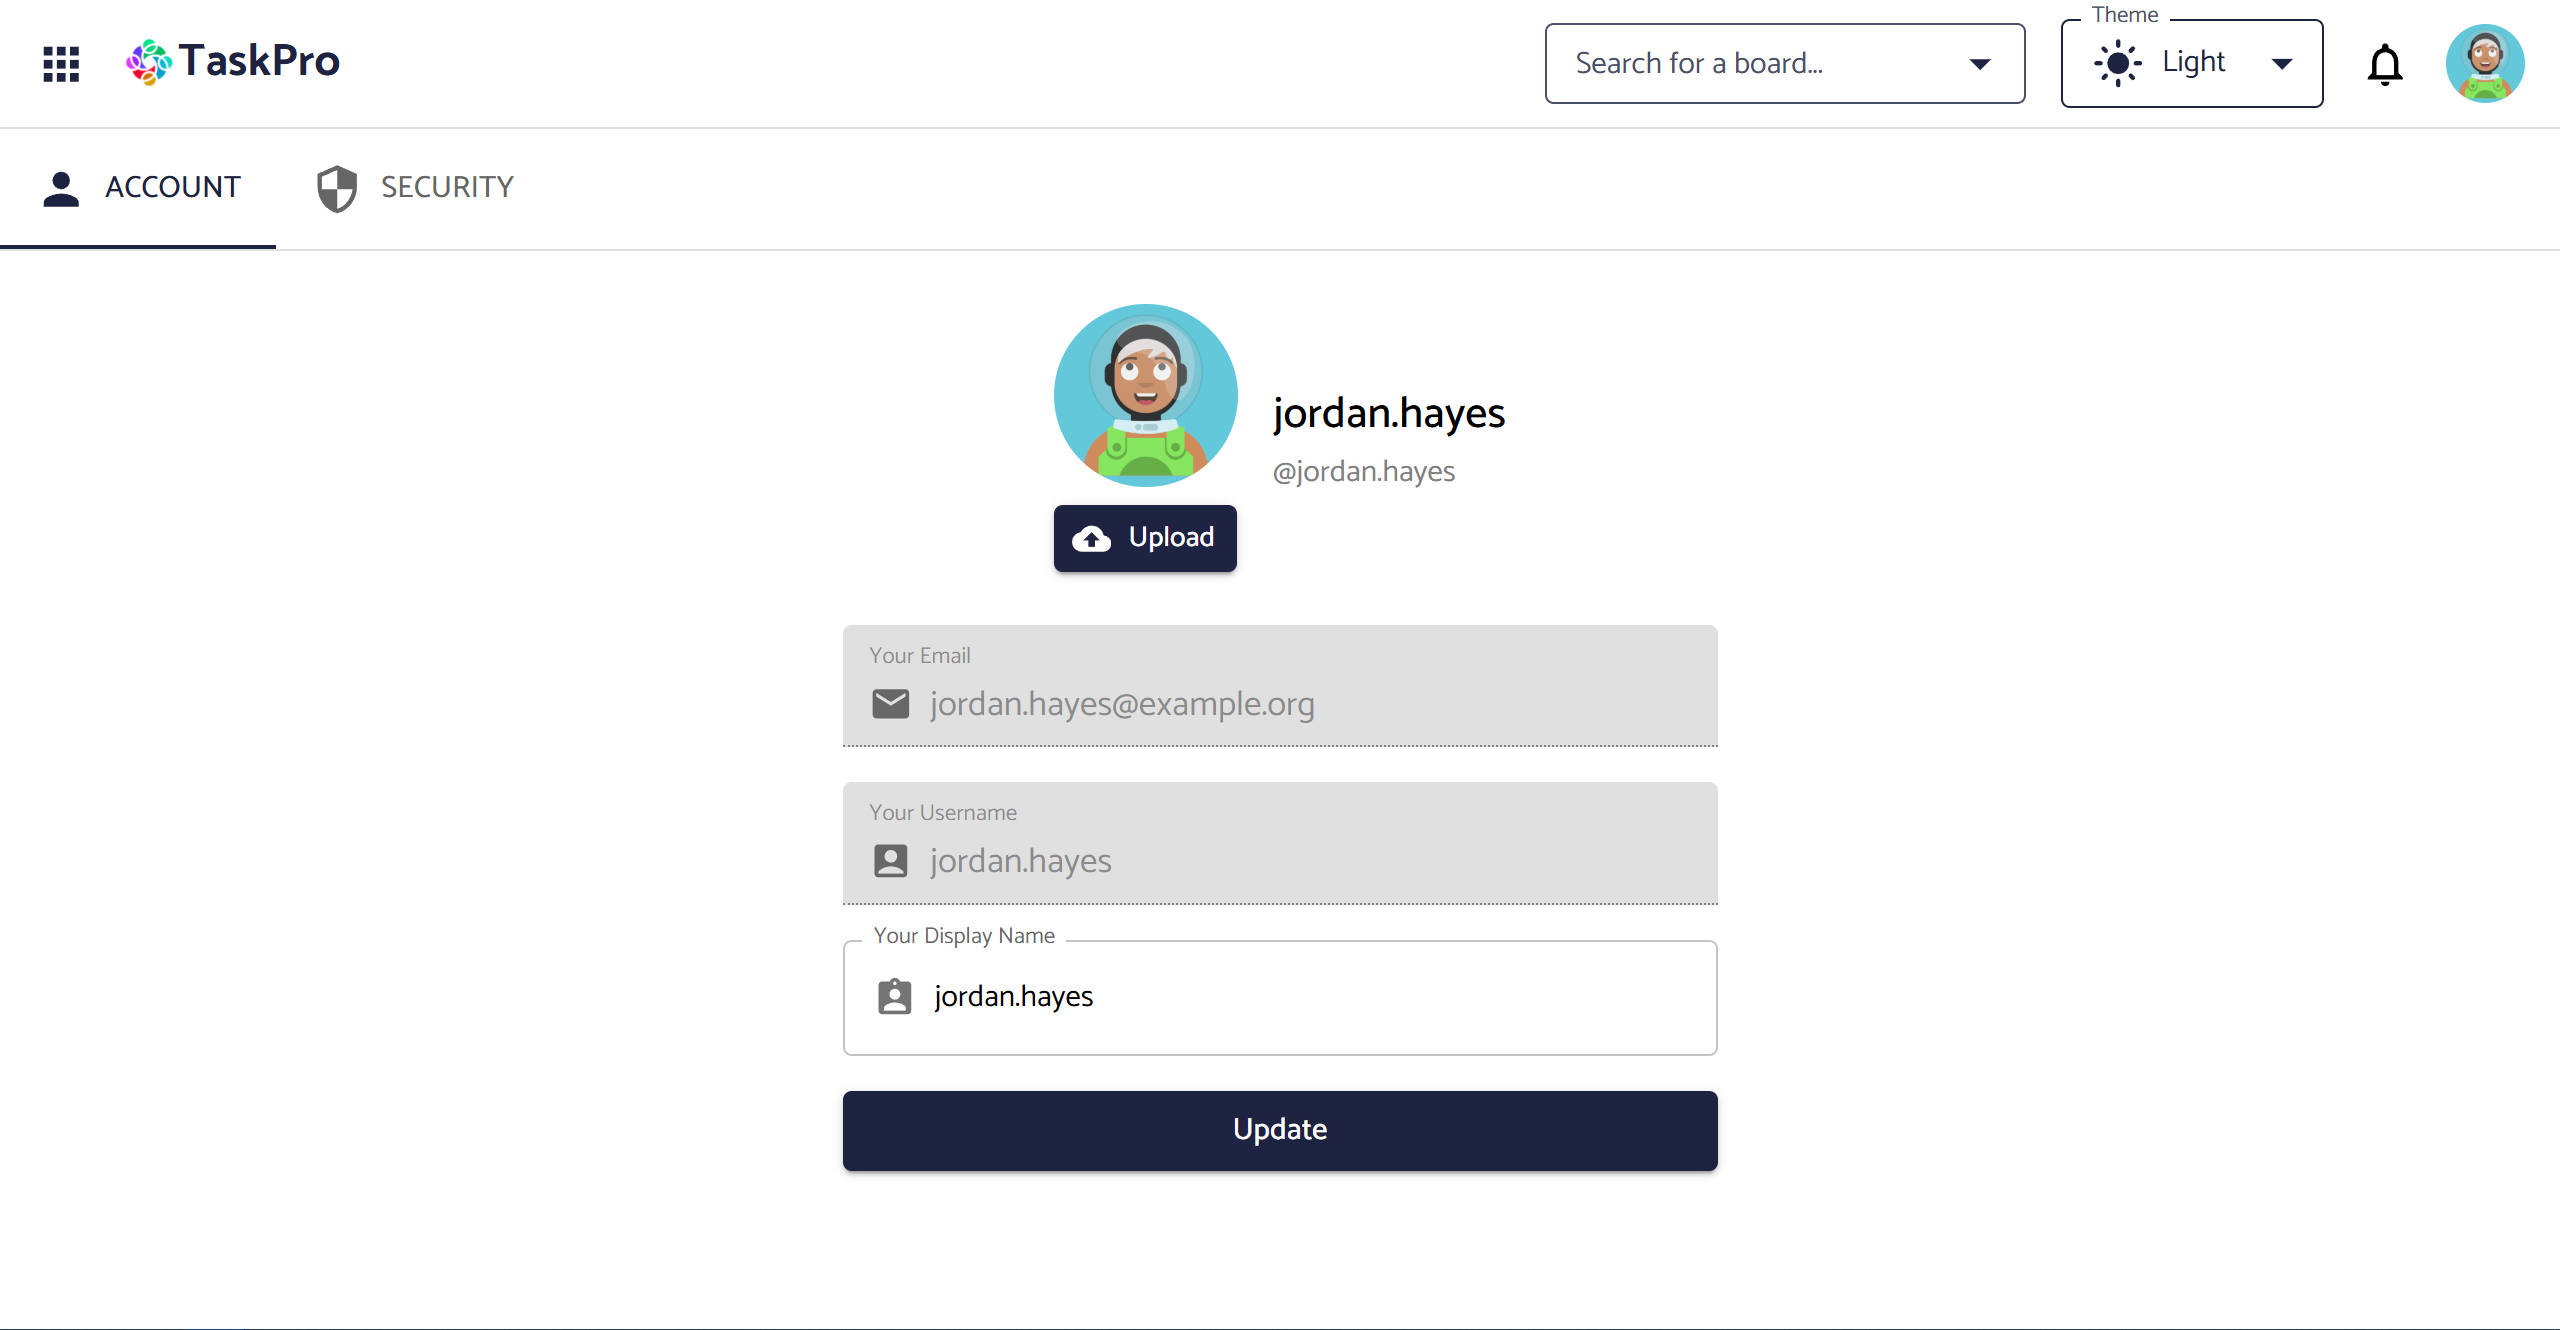 TaskPro
Search for a board...
Theme
Light
ACCOUNT
SECURITY
jordan.hayes
@jordan.hayes
Upload
Your Email
jordan.hayes@example.org
Your Username
jordan.hayes
Your Display Name
jordan.hayes
Update